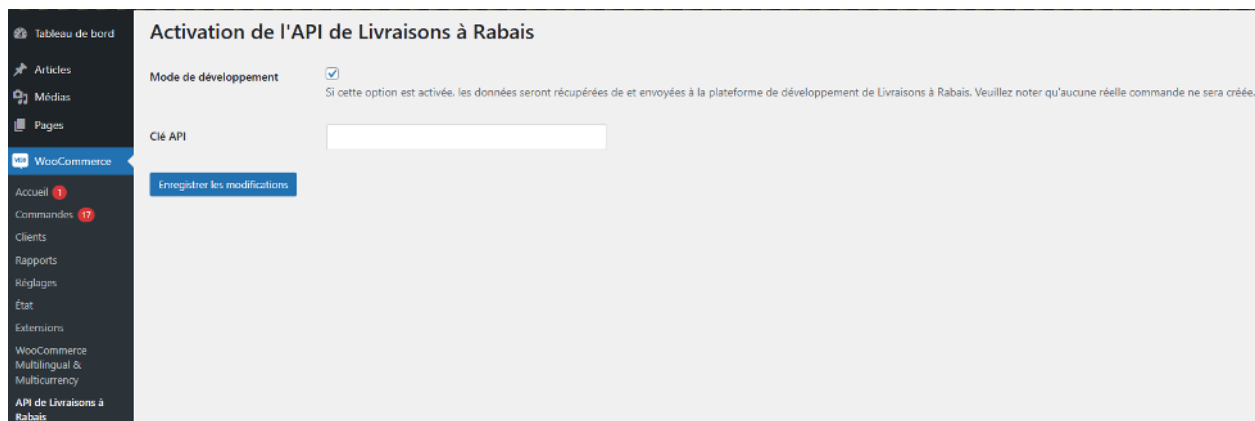 Tableau de bord
Articles
Médias
Pages
WooCommerce
Accueil 1
Commandes 17
Clients
Rapports
Réglages
État
Extensions
WooCommerce
Multilingual &
Multicurrency
API de Livraisons à
Rabais
Activation de l'API de Livraisons à Rabais
Mode de développement
Si cette option est activée, les données seront récupérées de et envoyées à la plateforme de développement de Livraisons à Rabais. Veuillez noter qu'aucune réelle commande ne sera créée.
Clé API
Enregistrer les modifications